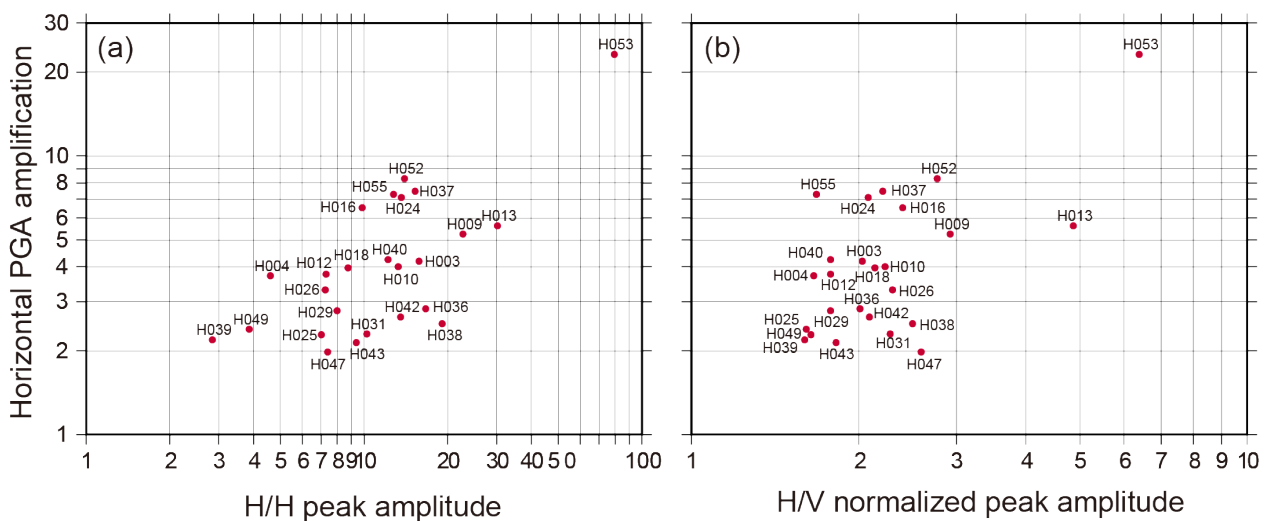 Horizontal PGA amplification
30
20
10
8
6
5
4
3
2
1
(a)
H053
H052
H055
H037
H024
H016
H013
H009
H040
H018
H012
H003
H004
H010
H026
H029
H042
H036
H049
H031
H038
H039
H025
H043
H047
1 2 3 4 5 6 7 8 9 10 20 30 40 50 100
H/H peak amplitude
(b)
H053
H052
H055
H037
H024
H016
H013
H009
H040
H003
H010
H004
H018
H012
H026
H036
H025
H029
H042
H038
H049
H031
H039
H043
H047
1 2 3 4 5 6 7 8 9 10
H/V normalized peak amplitude